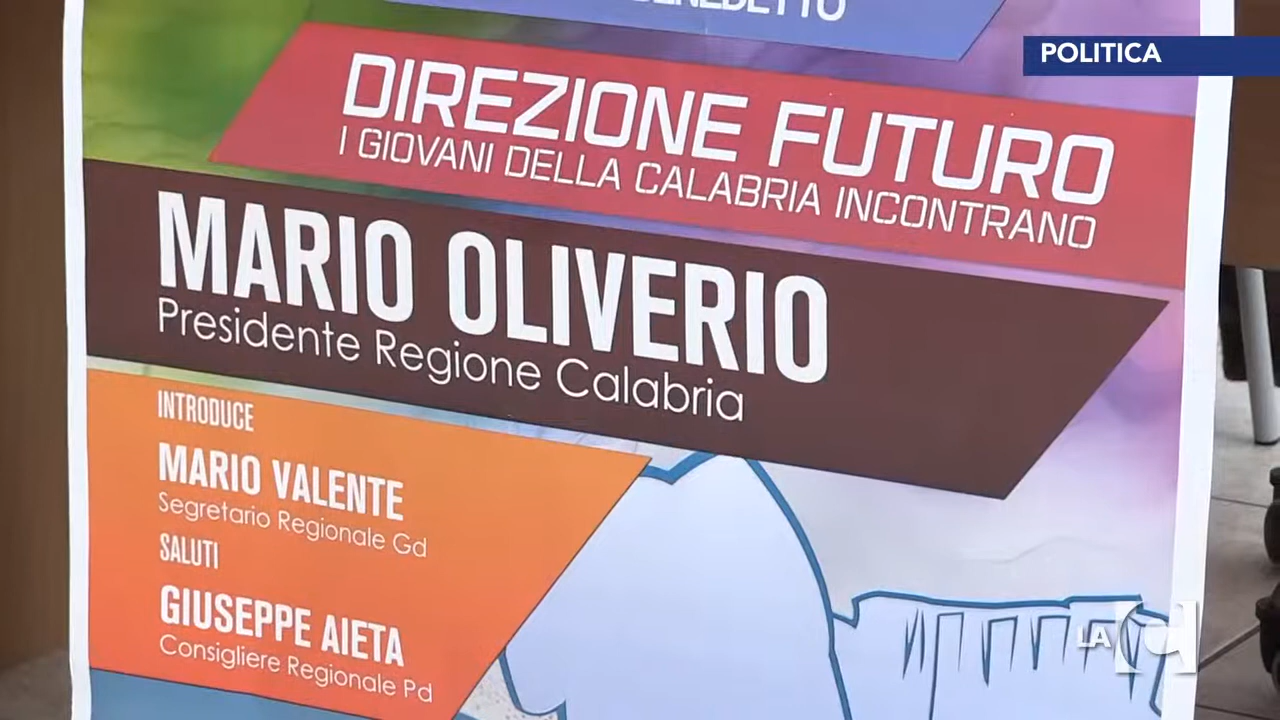 POLITICA
DIREZIONE FUTURO
I GIOVANI DELLA CALABRIA INCONTRANO
MARIO OLIVERIO
Presidente Regione Calabria
INTRODUCE
MARIO VALENTE
Segretario Regionale Gd
SALUTI
GIUSEPPE AIETA
Consigliere Regionale Pd
LA